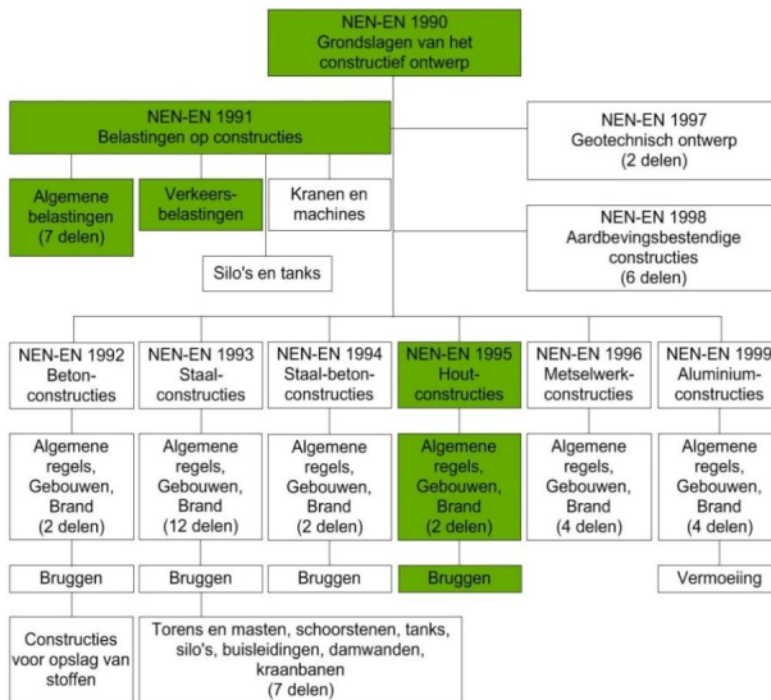 NEN-EN 1990
Grondslagen van het
constructief ontwerp
NEN-EN 1991
Belastingen op constructies
NEN-EN 1997
Geotechnisch ontwerp
(2 delen)
Algemene
belastingen
(7 delen)
Verkeers-
belastingen
Kranen en
machines
Silo's en tanks
NEN-EN 1998
Aardbevingsbestendige
constructies
(6 delen)
NEN-EN 1992
Beton-
constructies
NEN-EN 1993
Staal-
constructies
NEN-EN 1994
Staal-beton-
constructies
NEN-EN 1995
Hout-
constructies
NEN-EN 1996
Metselwerk-
constructies
NEN-EN 1999
Aluminium-
constructies
Algemene
regels,
Gebouwen,
Brand
(2 delen)
Algemene
regels,
Gebouwen,
Brand
(12 delen)
Algemene
regels,
Gebouwen,
Brand
(2 delen)
Algemene
regels,
Gebouwen,
Brand
(2 delen)
Algemene
regels,
Gebouwen,
Brand
(4 delen)
Algemene
regels,
Gebouwen,
Brand
(4 delen)
Bruggen
Bruggen
Bruggen
Bruggen
Vermoeiing
Constructies
voor opslag van
stoffen
Torens en masten, schoorstenen, tanks,
silo's, buisleidingen, damwanden,
kraanbanen
(7 delen)